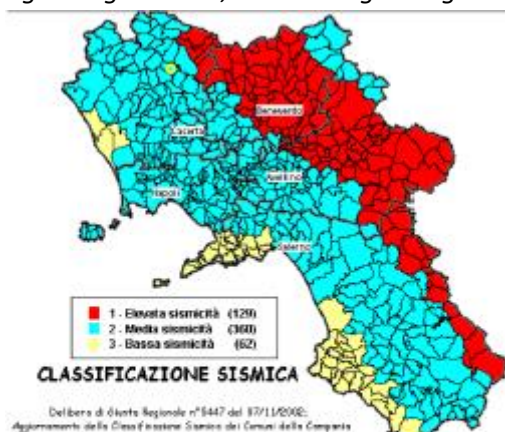 Benevento
Caserta
Avellino
Napoli
Salerno
1 - Elevata sismicità (129)
2 - Media sismicità (360)
3 - Bassa sismicità (62)
CLASSIFICAZIONE SISMICA
Delibera di Giunta Regionale n°5447 del 07/11/2002;
Aggiornamento della Classificazione Sismica dei Comuni della Campania